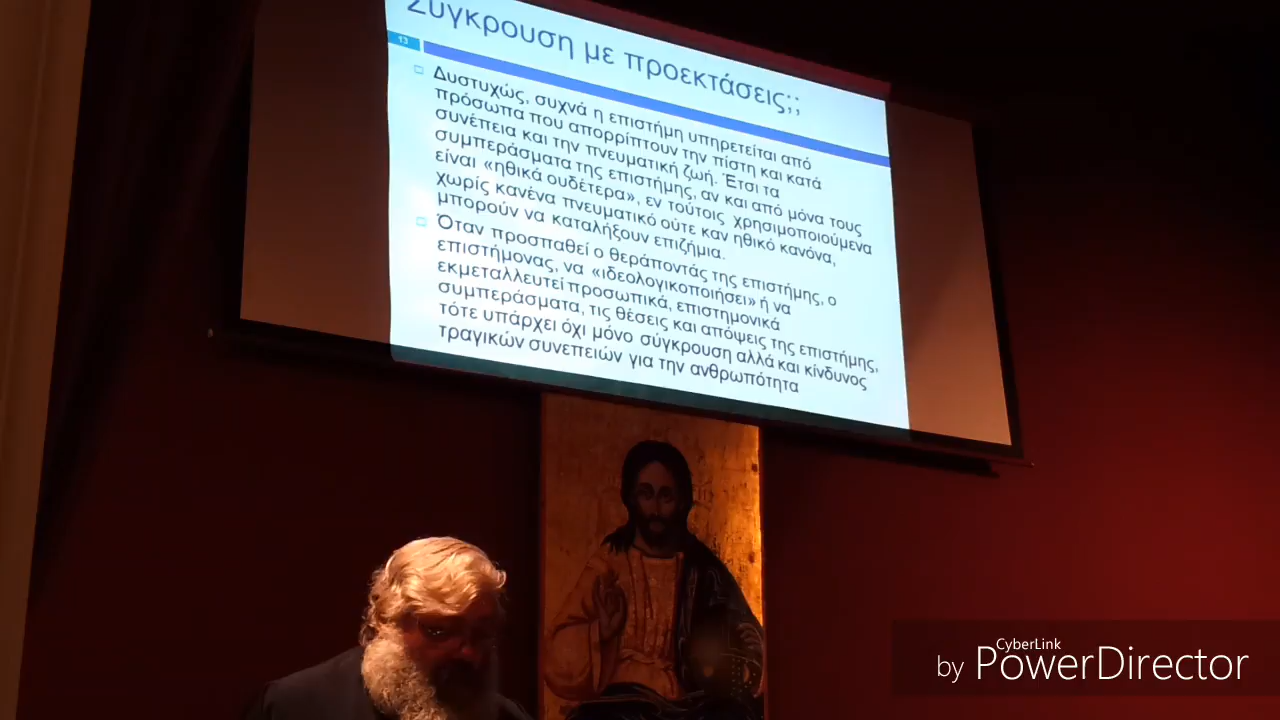 Σύγκρουση με προεκτάσεις;;
13
Δυστυχώς, συχνά η επιστήμη υπηρετείται από
πρόσωπα που απορρίπτουν την πίστη και κατά
συνέπεια και την πνευματική ζωή. Έτσι τα
συμπεράσματα της επιστήμης, αν και από μόνα τους
είναι «ηθικά ουδέτερα», εν τούτοις χρησιμοποιούμενα
χωρίς κανένα πνευματικό ούτε καν ηθικό κανόνα,
μπορούν να καταλήξουν επιζήμια.
Όταν προσπαθεί ο θεράποντάς της επιστήμης, ο
επιστήμονας, να «ιδεολογικοποιήσει» ή να
εκμεταλλευτεί προσωπικά, επιστημονικά
συμπεράσματα, τις θέσεις και απόψεις της επιστήμης,
τότε υπάρχει όχι μόνο σύγκρουση αλλά και κίνδυνος
τραγικών συνεπειών για την ανθρωπότητα
CyberLink
by PowerDirector